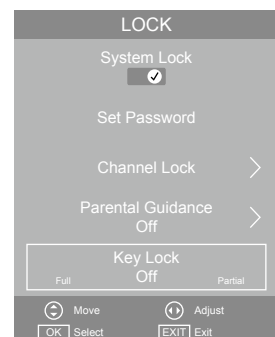 LOCK
System Lock
Set Password
Channel Lock
Parental Guidance
Off
Key Lock
Full Off Partial
Move Adjust
OK Select EXIT Exit